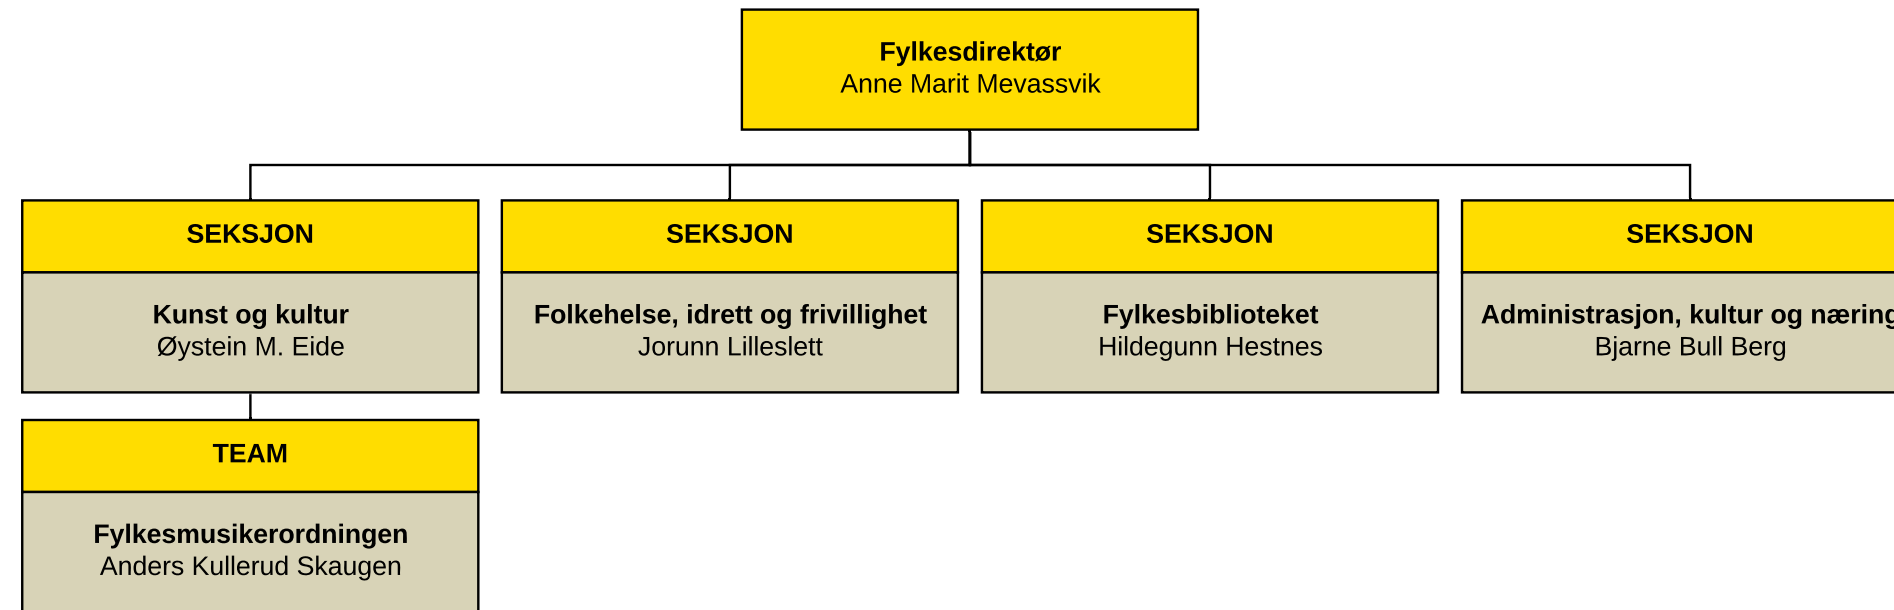 Fylkesdirektør
Anne Marit Mevassvik
SEKSJON
Kunst og kultur
Øystein M. Eide
SEKSJON
Folkehelse, idrett og frivillighet
Jorunn Lilleslett
SEKSJON
Fylkesbiblioteket
Hildegunn Hestnes
SEKSJON
Administrasjon, kultur og næring
Bjarne Bull Berg
TEAM
Fylkesmusikerordningen
Anders Kullerud Skaugen